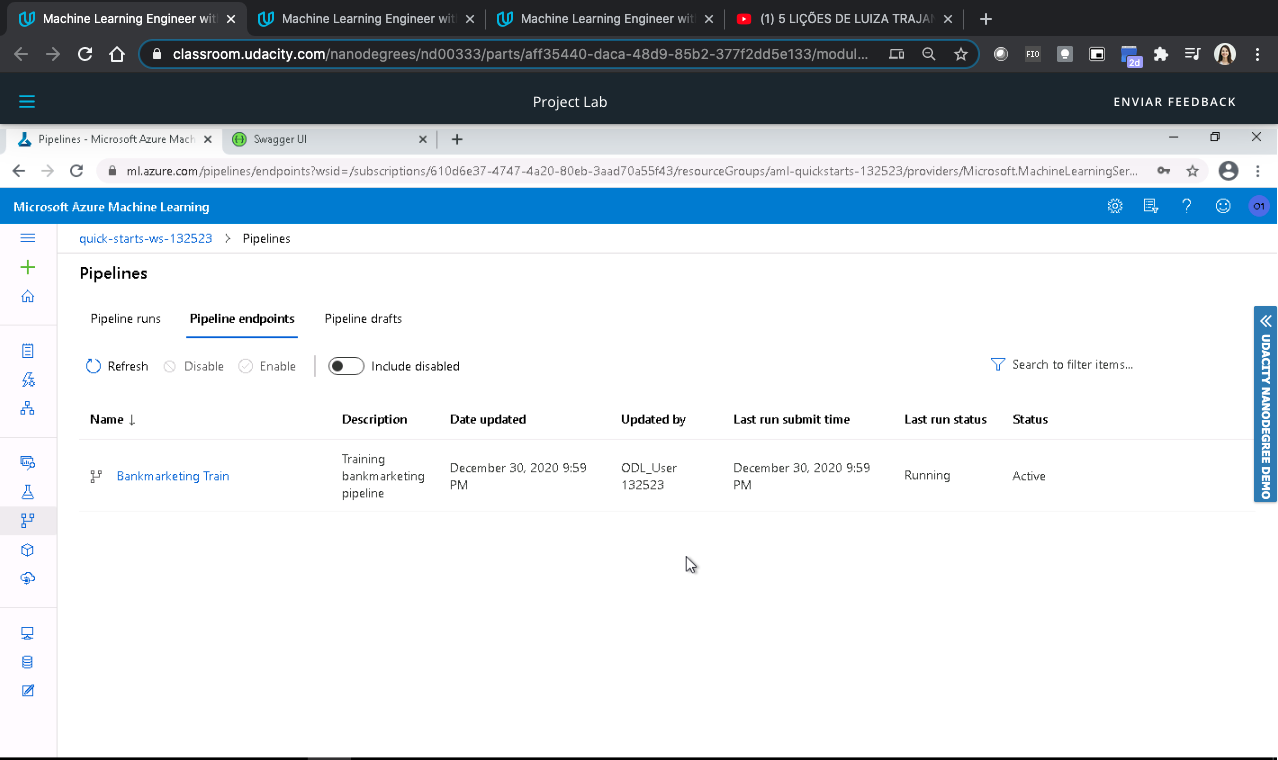 Machine Learning Engineer wit
Machine Learning Engineer wit
Machine Learning Engineer wit
(1) 5 LIÇÕES DE LUIZA TRAJA
classroom.udacity.com/nanodegrees/nd00333/parts/aff35440-daca-48d9-85b2-377f2dd5e133/modul...
FIO
2d
Project Lab
ENVIAR FEEDBACK
Pipelines - Microsoft Azure Mach
Swagger UI
ml.azure.com/pipelines/endpoints?wsid=/subscriptions/610d6e37-4747-4a20-80eb-3aad70a55f43/resourceGroups/aml-quickstarts-132523/providers/Microsoft.MachineLearningSer...
Microsoft Azure Machine Learning
O1
quick-starts-ws-132523 > Pipelines
Pipelines
Pipeline runs
Pipeline endpoints
Pipeline drafts
Refresh
Disable
Enable
Include disabled
Search to filter items...
Name ↓
Description
Date updated
Updated by
Last run submit time
Last run status
Status
Bankmarketing Train
Training
bankmarketing
pipeline
December 30, 2020 9:59
PM
ODL_User
132523
December 30, 2020 9:59
PM
Running
Active
UDACITY NANODEGREE DEMO